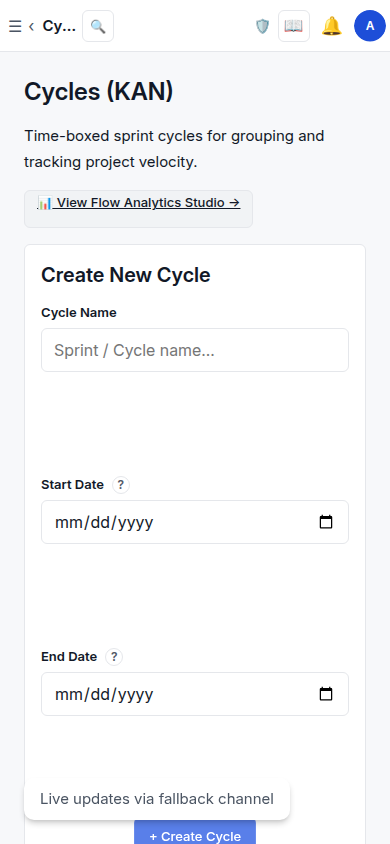 Cy...
A
Cycles (KAN)
Time-boxed sprint cycles for grouping and
tracking project velocity.
View Flow Analytics Studio →
Create New Cycle
Cycle Name
Sprint / Cycle name...
Start Date ?
mm/dd/yyyy
End Date ?
mm/dd/yyyy
Live updates via fallback channel
+ Create Cycle